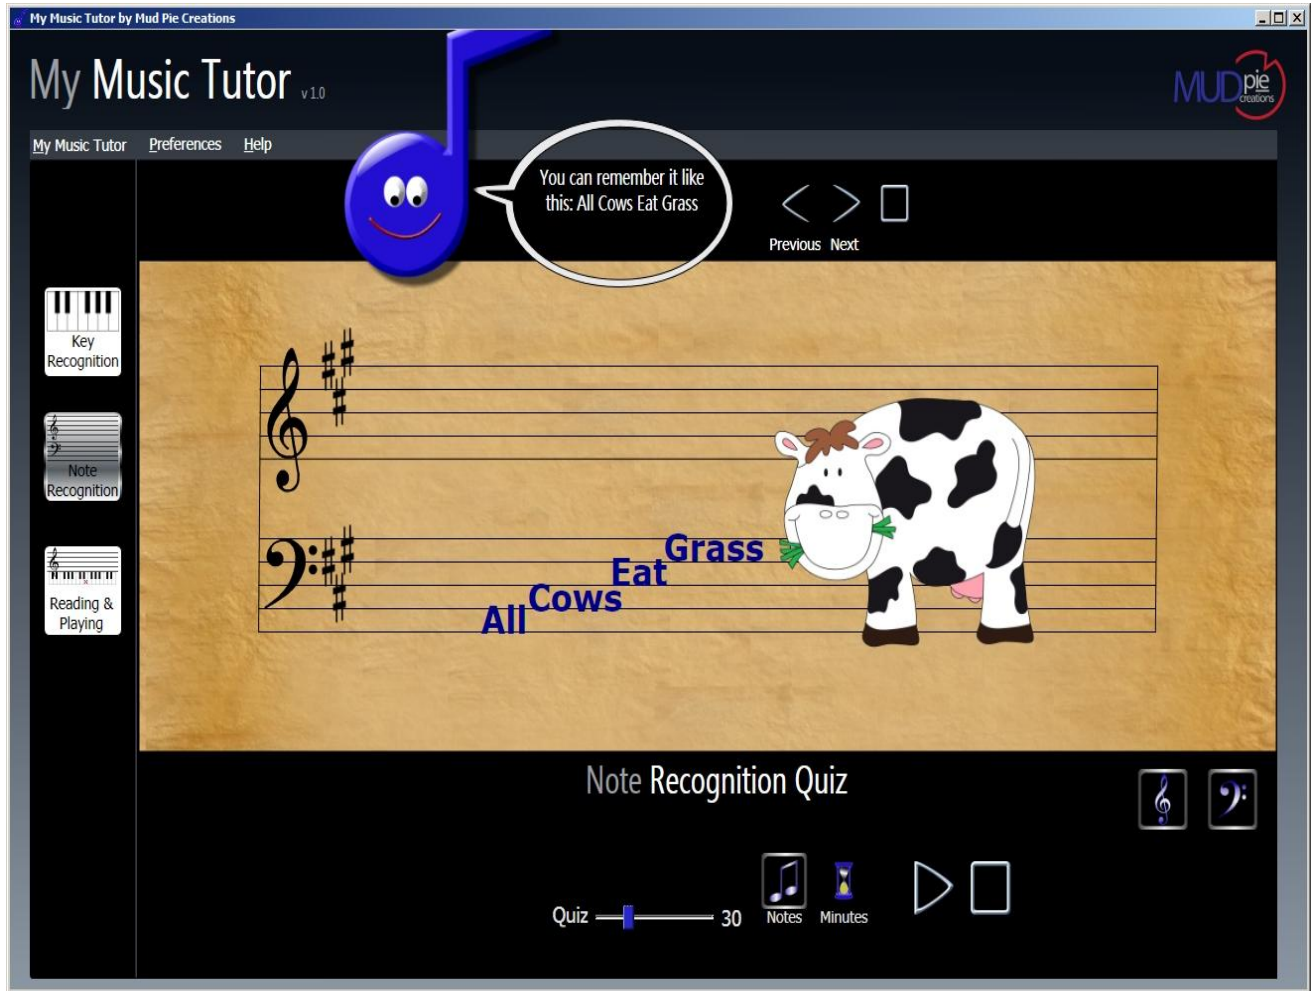 My Music Tutor by Mud Pie Creations
My Music Tutor v 1.0
MUDpie
creations
My Music Tutor Preferences Help
You can remember it like
this: All Cows Eat Grass
Previous Next
Key
Recognition
Note
Recognition
Reading &
Playing
All Cows Eat Grass
Note Recognition Quiz
Quiz 30 Notes Minutes